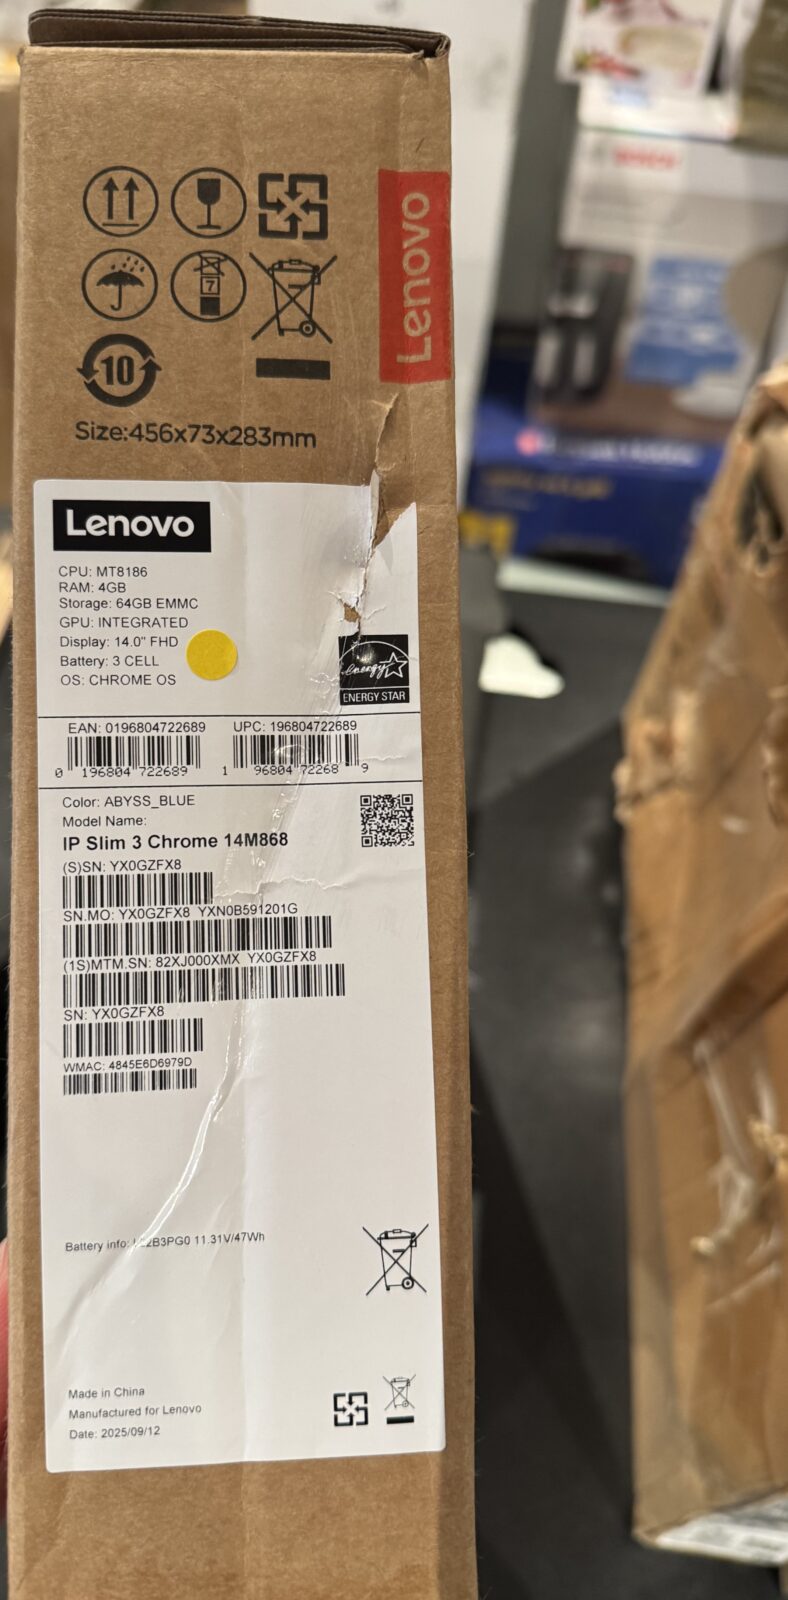 Lenovo
7
10
Size:456x73x283mm
Lenovo
CPU: MT8186
RAM: 4GB
Storage: 64GB EMMC
GPU: INTEGRATED
Display: 14.0" FHD
Battery: 3 CELL
OS: CHROME OS
energy
ENERGY STAR
EAN: 0196804722689 UPC: 196804722689
0 196804 722689 1 96804 72268 9
Color: ABYSS_BLUE
Model Name:
IP Slim 3 Chrome 14M868
(S)SN: YX0GZFX8
SN.MO: YX0GZFX8 YXN0B591201G
(1S)MTM.SN: 82XJ000XMX YX0GZFX8
SN: YX0GZFX8
WMAC: 4845E6D6979D
Battery info: 11.31V/47Wh
Made in China
Manufactured for Lenovo
Date: 2025/09/12